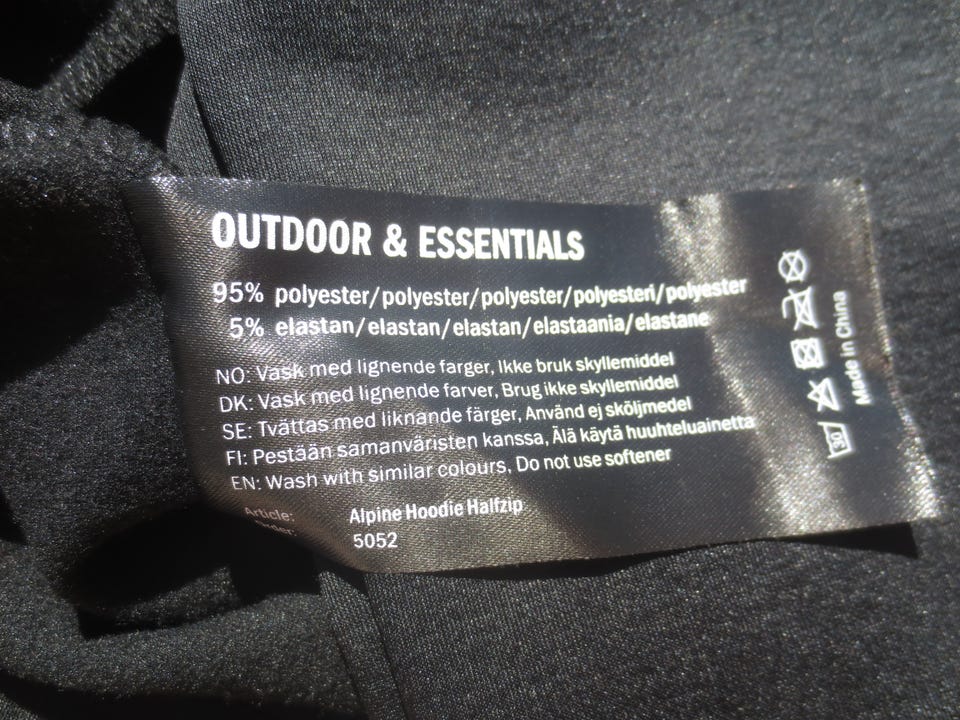 OUTDOOR & ESSENTIALS
95% polyester/polyester/polyester/polyesteri/polyester
5% elastan/elastan/elastan/elastaania/elastane
NO: Vask med lignende farger, Ikke bruk skyllemiddel
DK: Vask med lignende farver, Brug ikke skyllemiddel
SE: Tvättas med liknande färger, Använd ej sköljmedel
FI: Pestään samanväristen kanssa, Älä käytä huuhteluainetta
EN: Wash with similar colours, Do not use softener
Article: Alpine Hoodie Halfzip
Order: 5052
30
Made in China